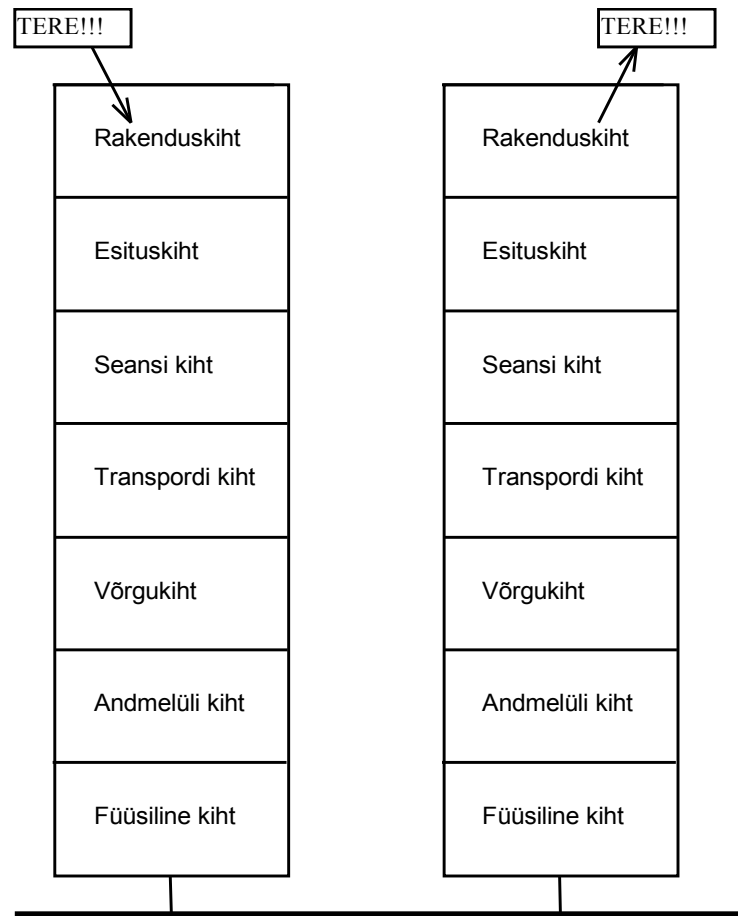 TERE!!!
TERE!!!
Rakenduskiht
Rakenduskiht
Esituskiht
Esituskiht
Seansi kiht
Seansi kiht
Transpordi kiht
Transpordi kiht
Võrgukiht
Võrgukiht
Andmelüli kiht
Andmelüli kiht
Füüsiline kiht
Füüsiline kiht